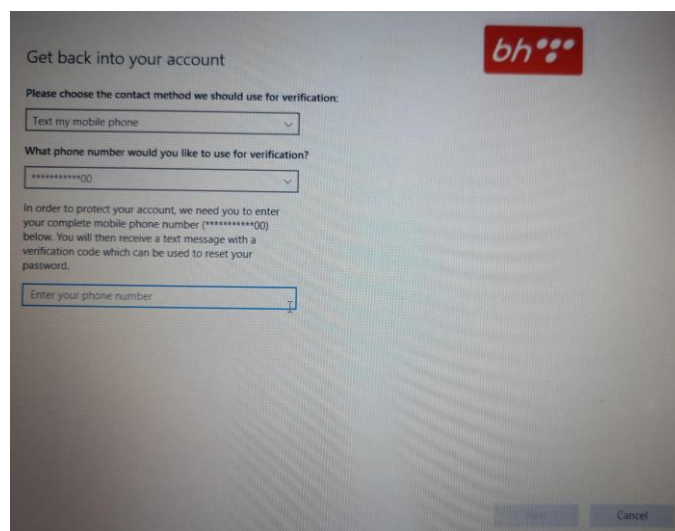 bh
Get back into your account
Please choose the contact method we should use for verification:
Text my mobile phone
What phone number would you like to use for verification?
***********00
In order to protect your account, we need you to enter
your complete mobile phone number (***********00)
below. You will then receive a text message with a
verification code which can be used to reset your
password.
Enter your phone number
Cancel